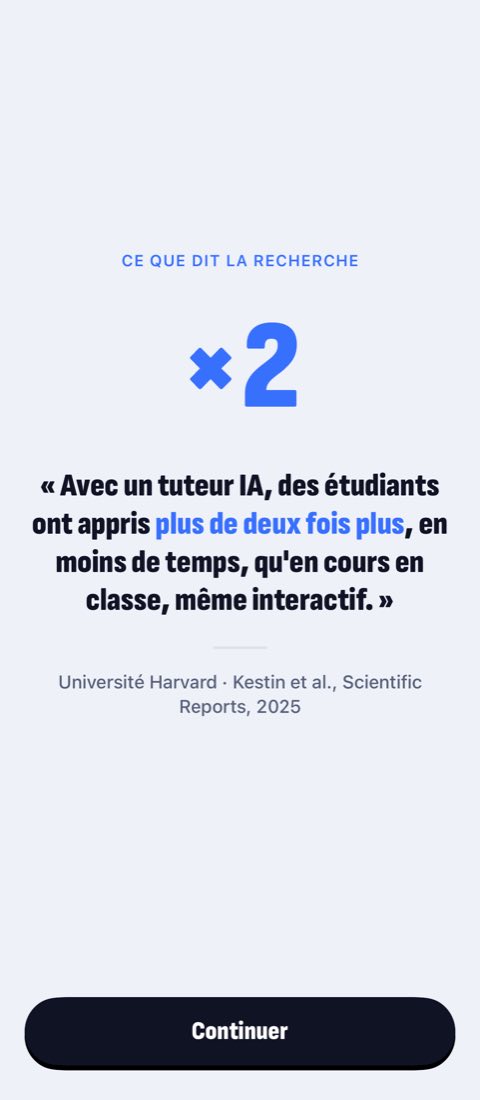 CE QUE DIT LA RECHERCHE
×2
« Avec un tuteur IA, des étudiants
ont appris plus de deux fois plus, en
moins de temps, qu'en cours en
classe, même interactif. »
Université Harvard · Kestin et al., Scientific
Reports, 2025
Continuer